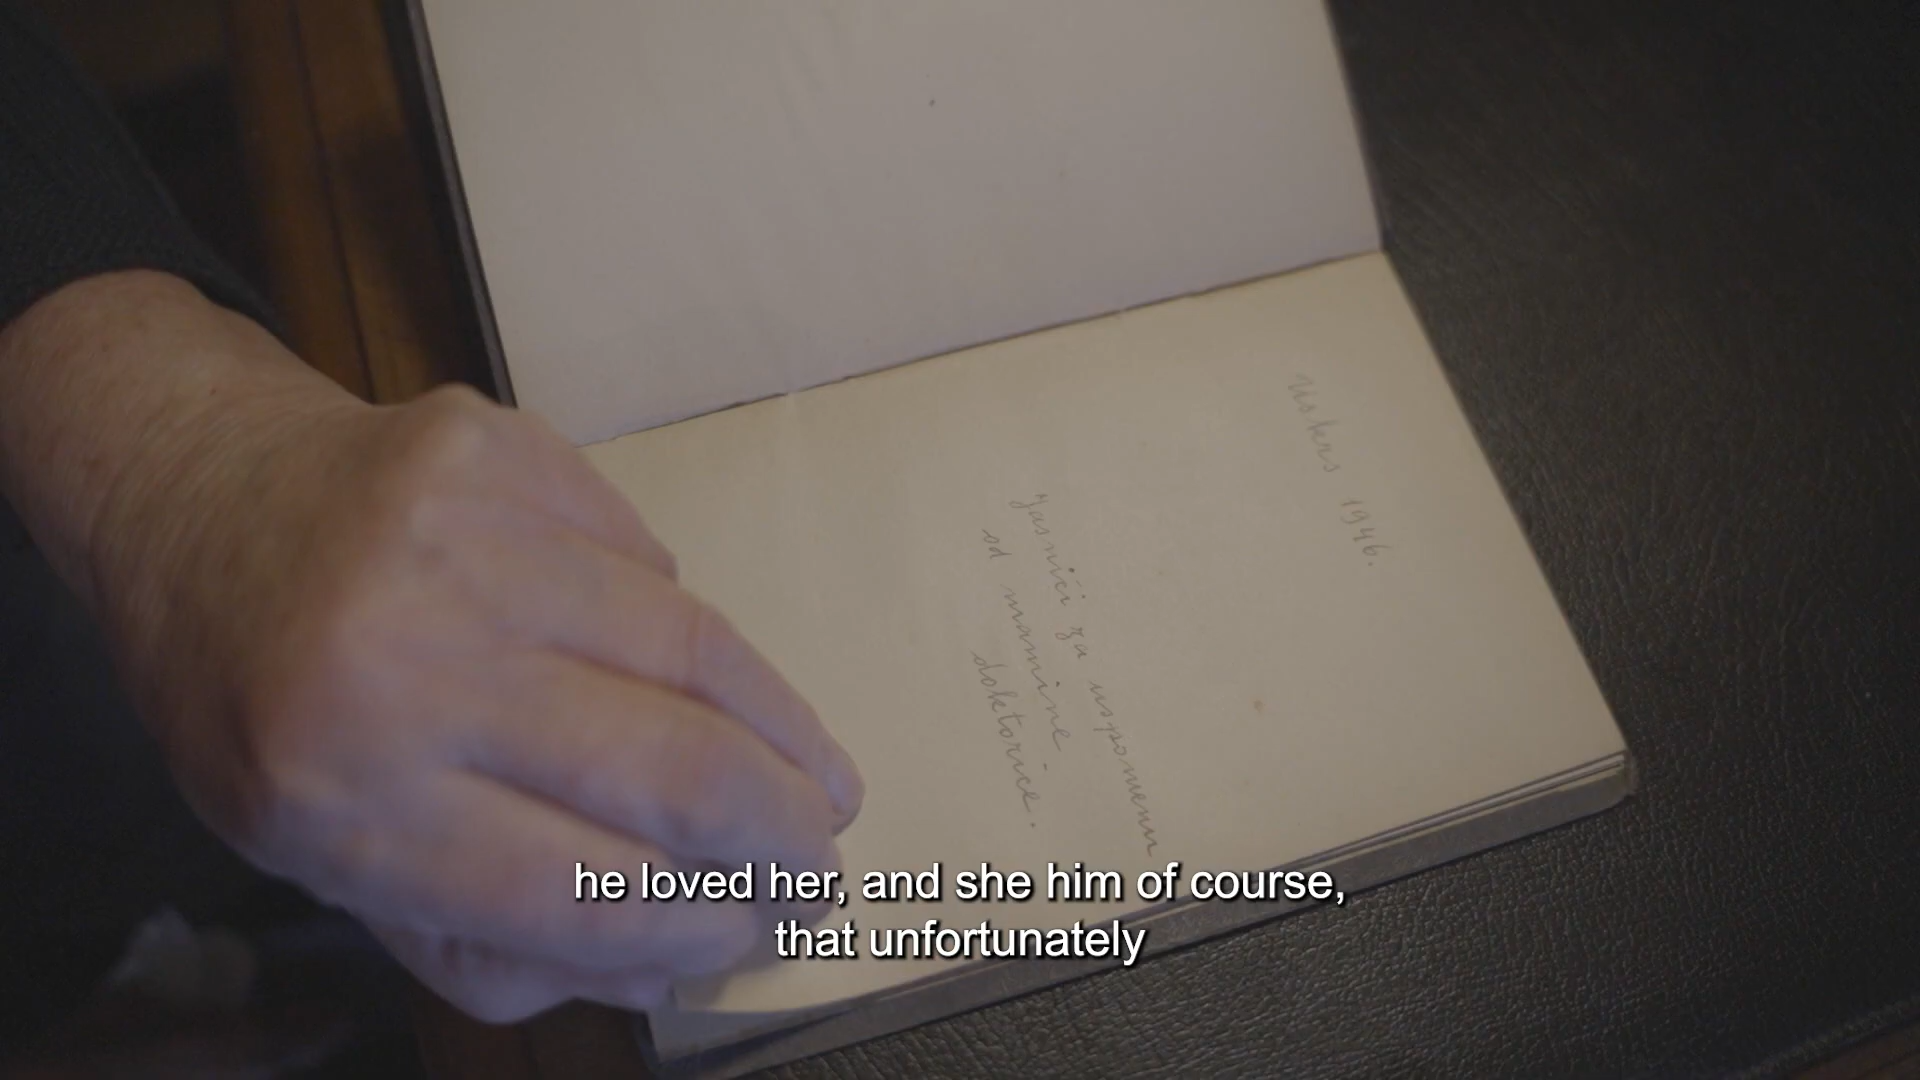 Uskrs 1946.
Jasnici za uspomenu
od mamine
doktorice.
he loved her, and she him of course,
that unfortunately